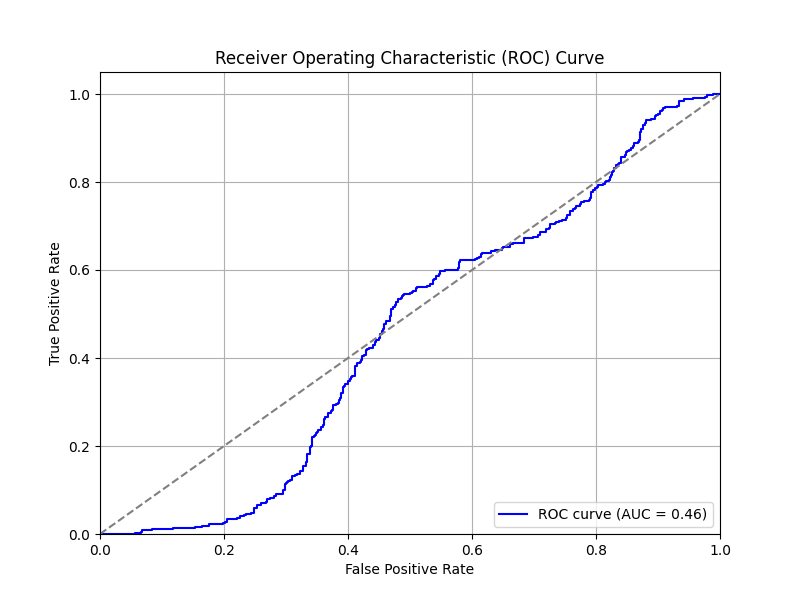 Receiver Operating Characteristic (ROC) Curve
True Positive Rate
1.0
0.8
0.6
0.4
0.2
0.0
ROC curve (AUC = 0.46)
0.0 0.2 0.4 0.6 0.8 1.0
False Positive Rate